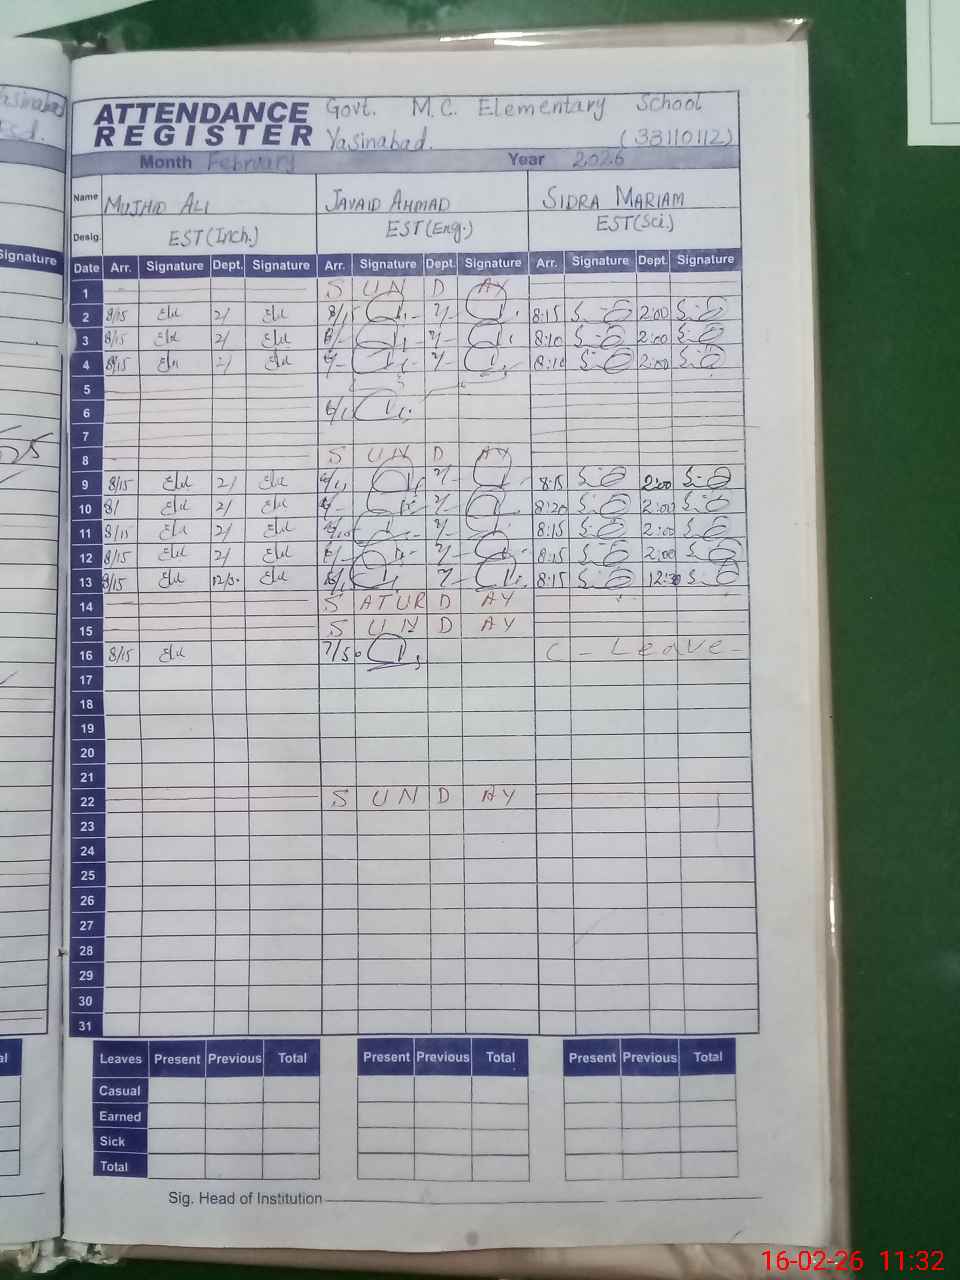 ATTENDANCE REGISTER Govt. M.C. Elementary School
Yasinabad. (33110112)
Month February Year 2026
Name MUJHID ALI JAVAID AHMAD SIDRA MARIAM
Desig. EST(Inch.) EST(Eng.) EST(Sci.)
Date Arr. Signature Dept. Signature Arr. Signature Dept. Signature Arr. Signature Dept. Signature
1 SUNDAY
2 8/15 2/ 8:15 2:00
3 8/15 2/ 8:10 2:00
4 8/15 2/ 8:10 2:00
5
6
7
8 SUNDAY
9 8/15 2/ 8:15 2:00
10 8/ 2/ 8:20 2:00
11 8/15 2/ 8:15 2:00
12 8/15 2/ 8:15 2:00
13 8/15 12/30 8:15 12:30
14 SATURDAY
15 SUNDAY
16 8/15 7/50 C-Leave-
17
18
19
20
21
22 SUNDAY
23
24
25
26
27
28
29
30
31
Leaves Present Previous Total Present Previous Total Present Previous Total
Casual
Earned
Sick
Total
Sig. Head of Institution
16-02-26 11:32